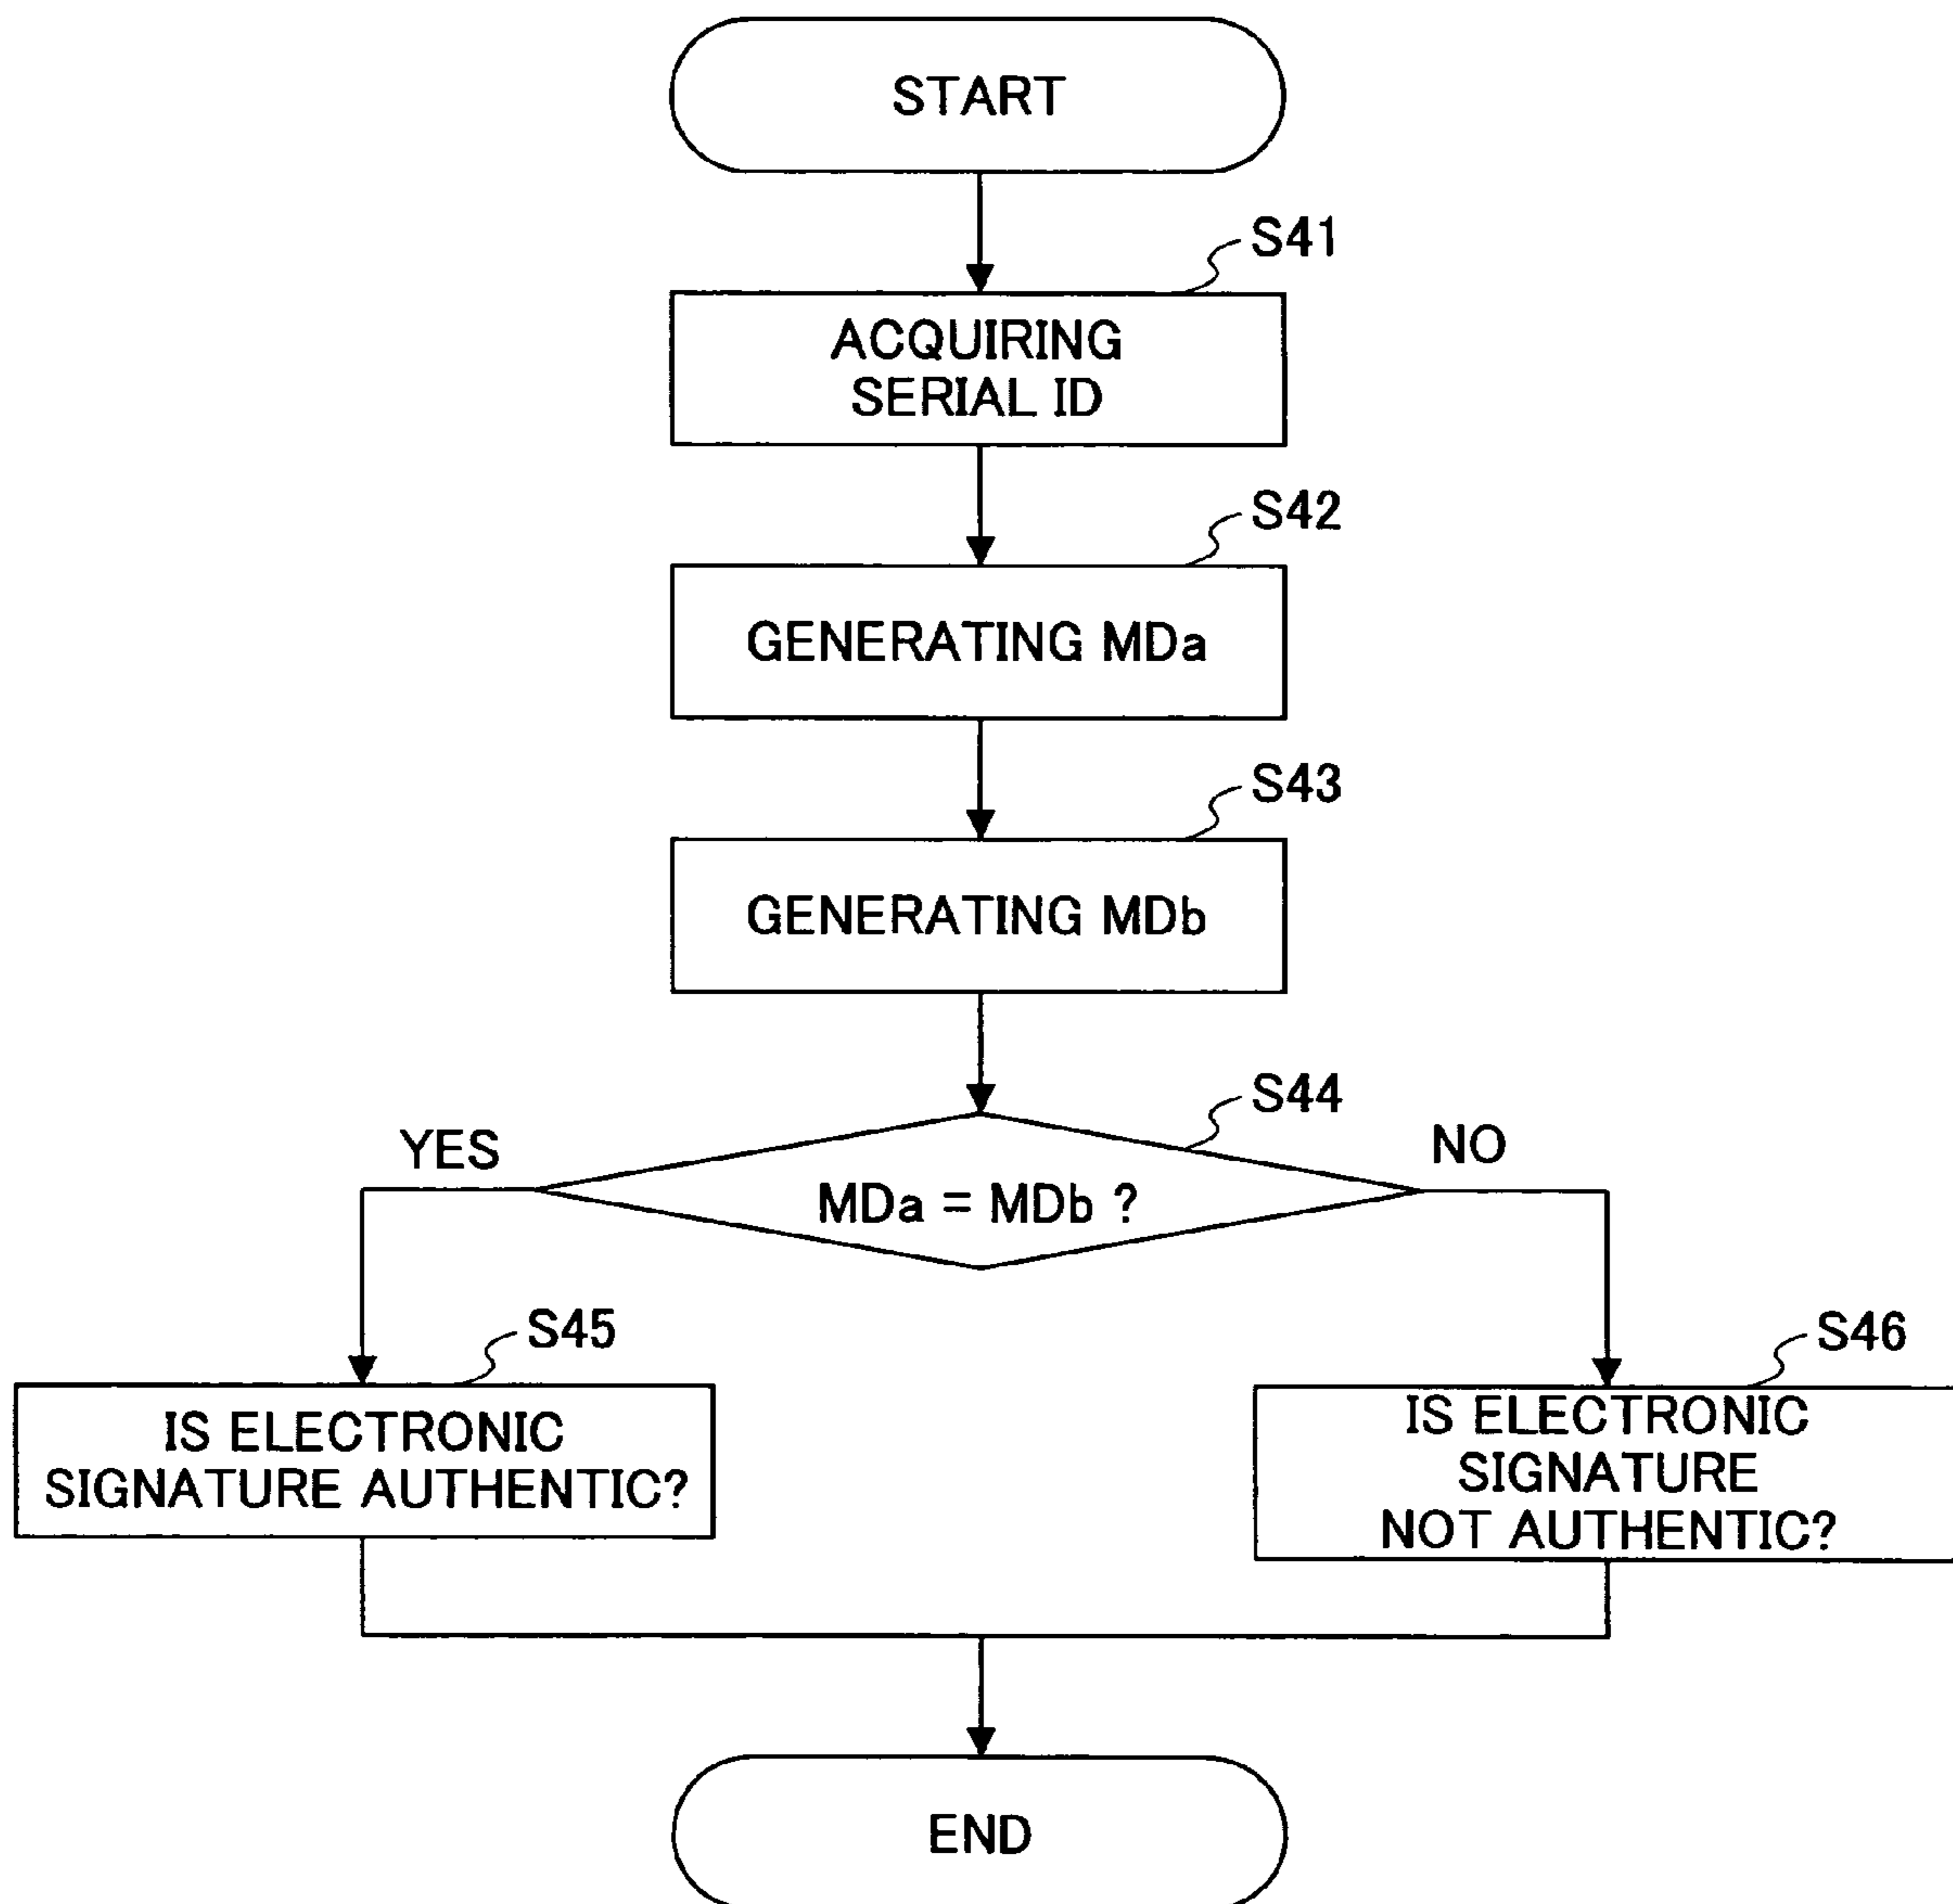 START
S41
ACQUIRING
SERIAL ID
S42
GENERATING MDa
S43
GENERATING MDb
S44
YES
NO
MDa = MDb ?
S45
S46
IS ELECTRONIC
SIGNATURE AUTHENTIC?
IS ELECTRONIC
SIGNATURE
NOT AUTHENTIC?
END